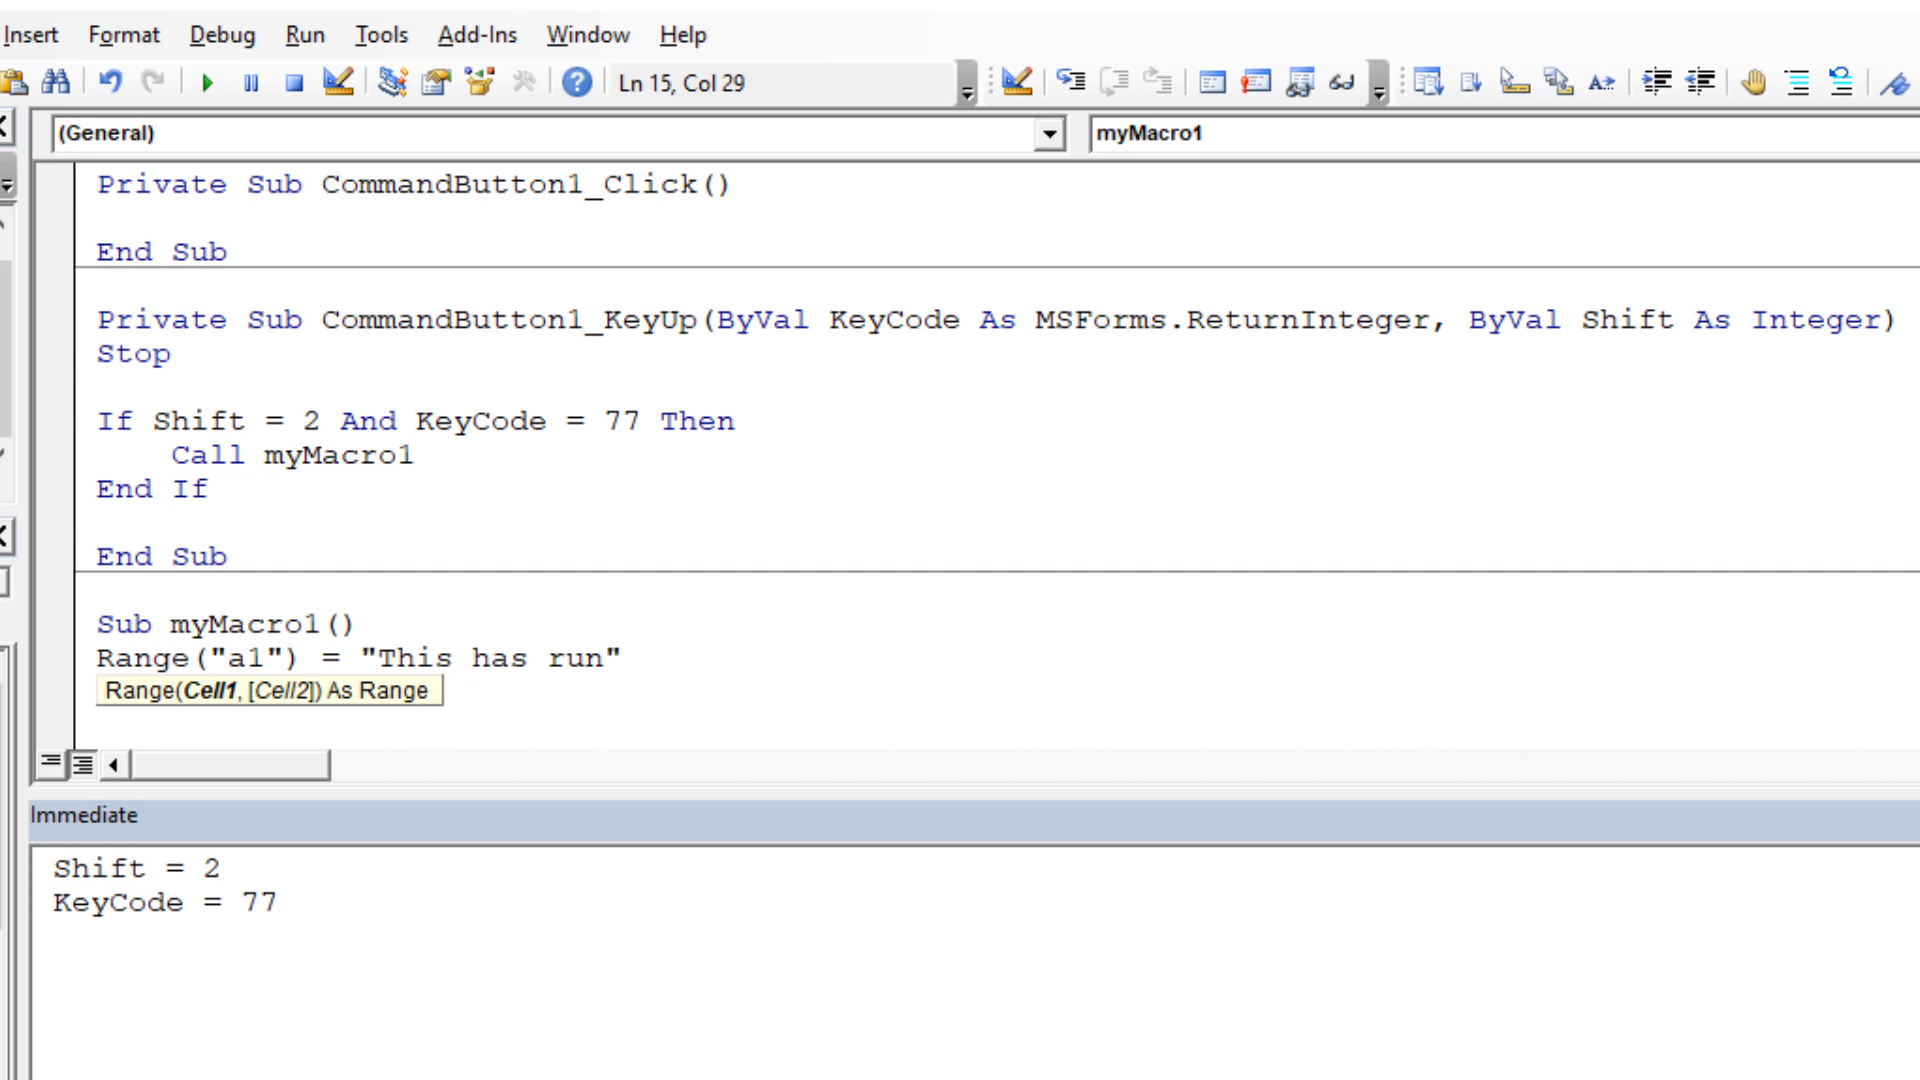 Insert Format Debug Run Tools Add-Ins Window Help
Ln 15, Col 29
(General) myMacro1
Private Sub CommandButton1_Click()
End Sub
Private Sub CommandButton1_KeyUp(ByVal KeyCode As MSForms.ReturnInteger, ByVal Shift As Integer)
Stop
If Shift = 2 And KeyCode = 77 Then
Call myMacro1
End If
End Sub
Sub myMacro1()
Range("a1") = "This has run"
Range(Cell1, [Cell2]) As Range
Immediate
Shift = 2
KeyCode = 77